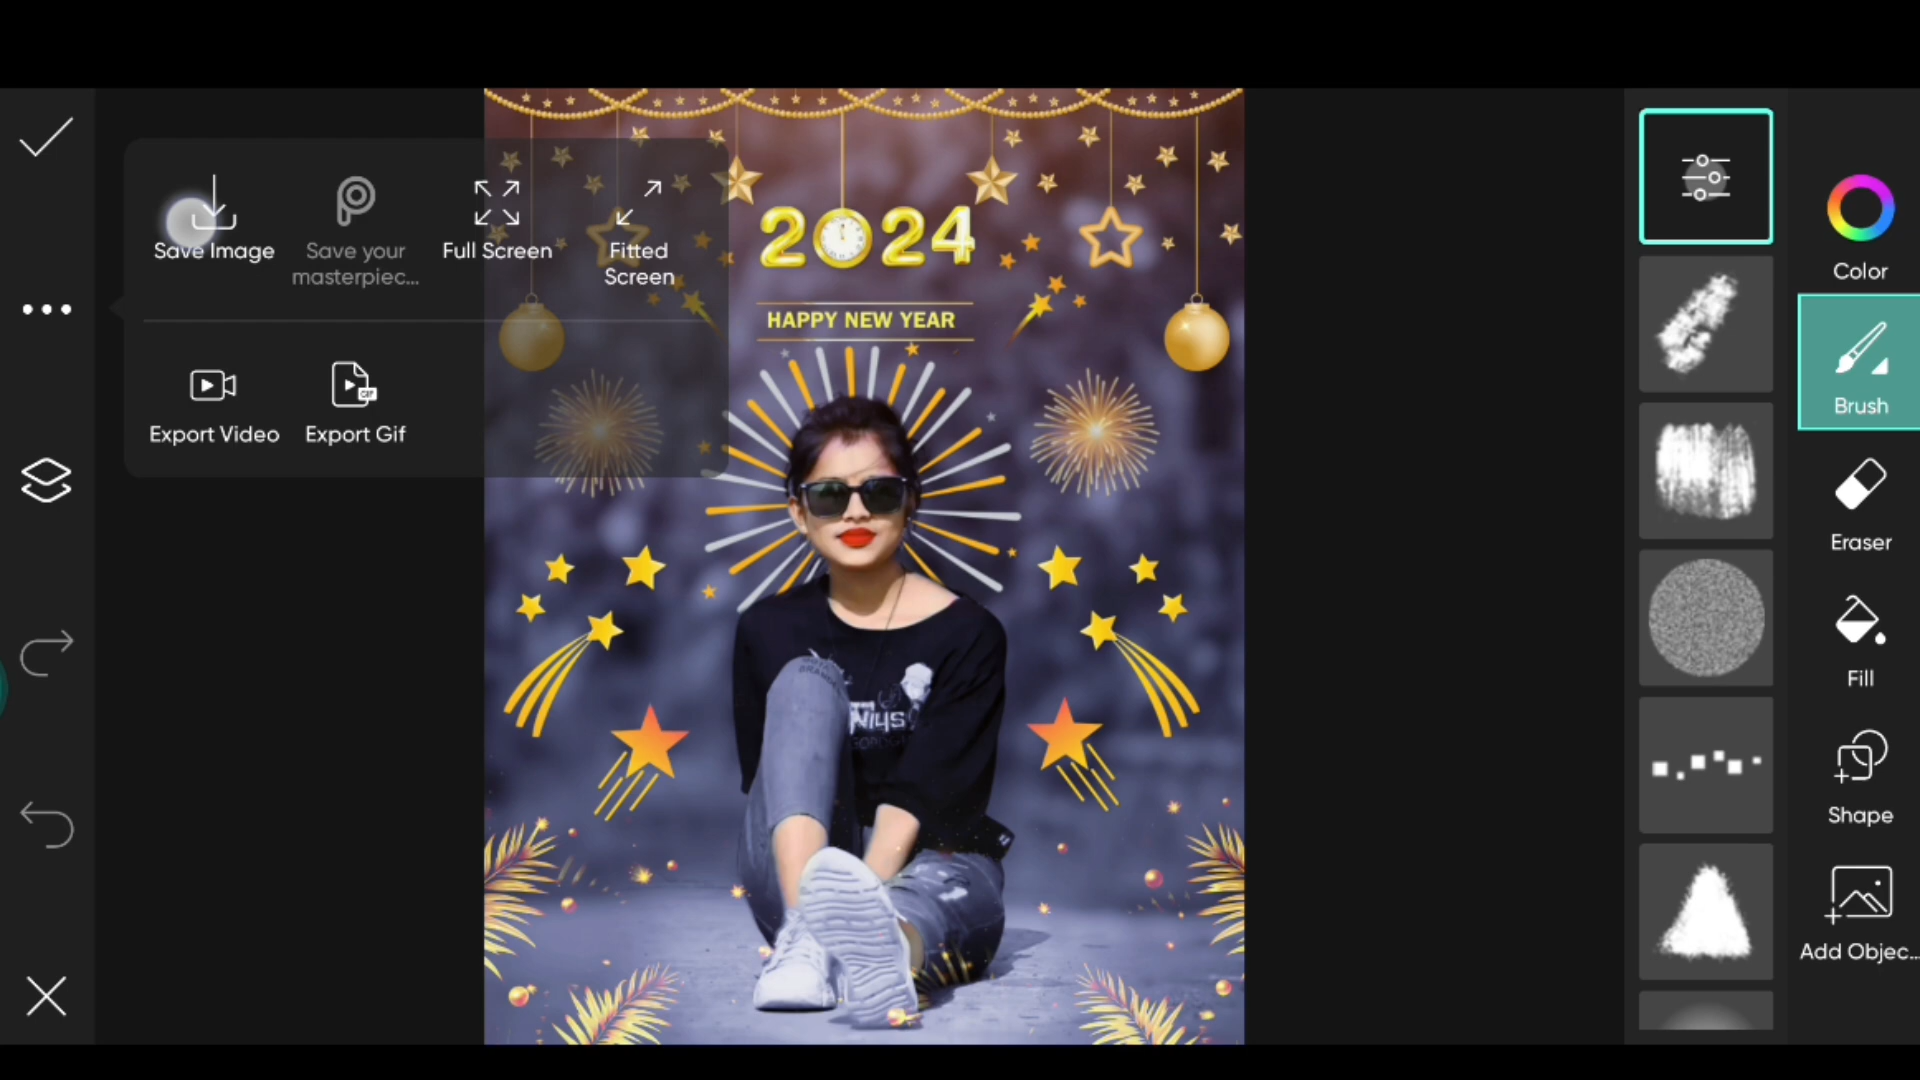 Save Image
Save your
masterpiec...
Full Screen
Fitted
Screen
Export Video
GIF
Export Gif
2024
HAPPY NEW YEAR
Color
Brush
Eraser
Fill
Shape
Add Objec...